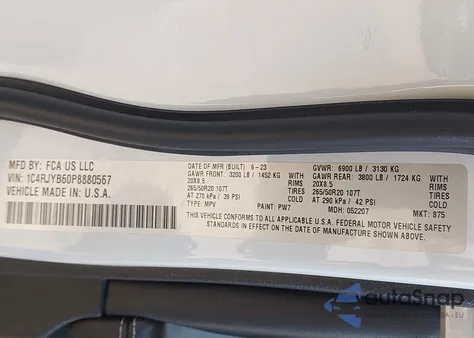 MFD. BY: FCA US LLC
VIN: 1C4RJYB60P8880567
VEHICLE MADE IN: U.S.A.
DATE OF MFR (BUILT): 6-23 GVWR: 6900 LB / 3130 KG
GAWR FRONT: 3200 LB / 1452 KG WITH GAWR REAR: 3800 LB / 1724 KG WITH
20X8.5 RIMS 20X8.5 RIMS
265/50R20 107T TIRES 265/50R20 107T TIRES
AT 270 kPa / 39 PSI COLD AT 290 kPa / 42 PSI COLD
TYPE: MPV PAINT: PW7 MDH: 052207 MKT: 875
THIS VEHICLE CONFORMS TO ALL APPLICABLE U.S.A. FEDERAL MOTOR VEHICLE SAFETY
STANDARDS IN EFFECT ON THE DATE OF MANUFACTURE SHOWN ABOVE.
autoSnap